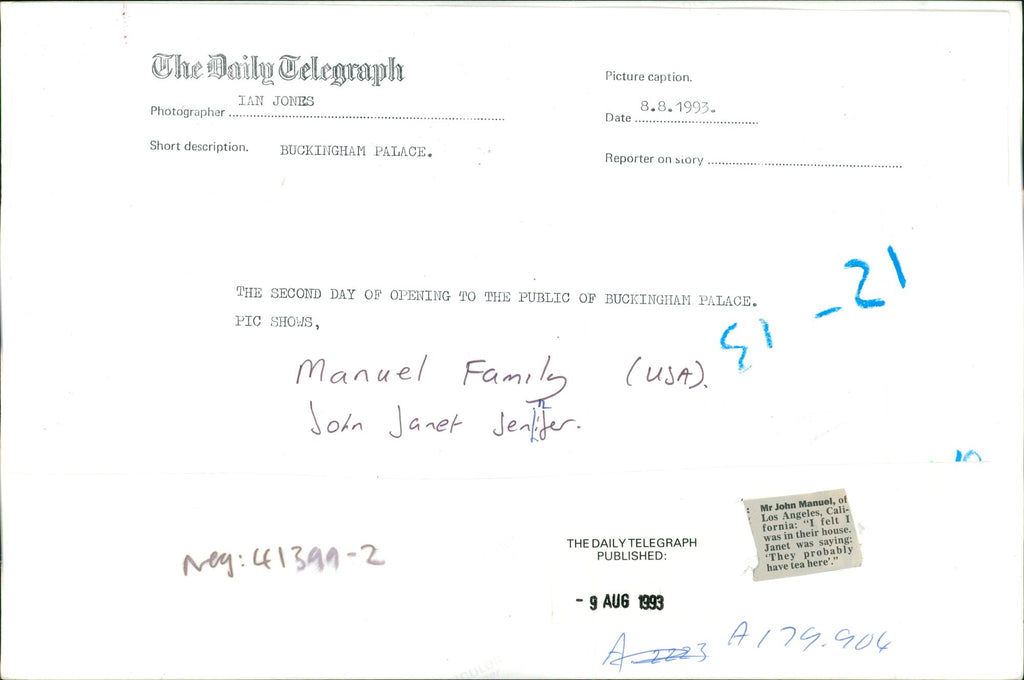 The Daily Telegraph
Picture caption.
IAN JONES
Photographer
8.8.1993.
Date
Short description. BUCKINGHAM PALACE.
Reporter on story
THE SECOND DAY OF OPENING TO THE PUBLIC OF BUCKINGHAM PALACE.
PIC SHOWS,
- 21
Manuel Family (USA).
John Janet Jennifer.
Neg: 41399-2
THE DAILY TELEGRAPH
PUBLISHED:
- 9 AUG 1993
Mr John Manuel, of
Los Angeles, Cali-
fornia: "I felt I
was in their house.
Janet was saying:
'They probably
have tea here'."
A 179.904